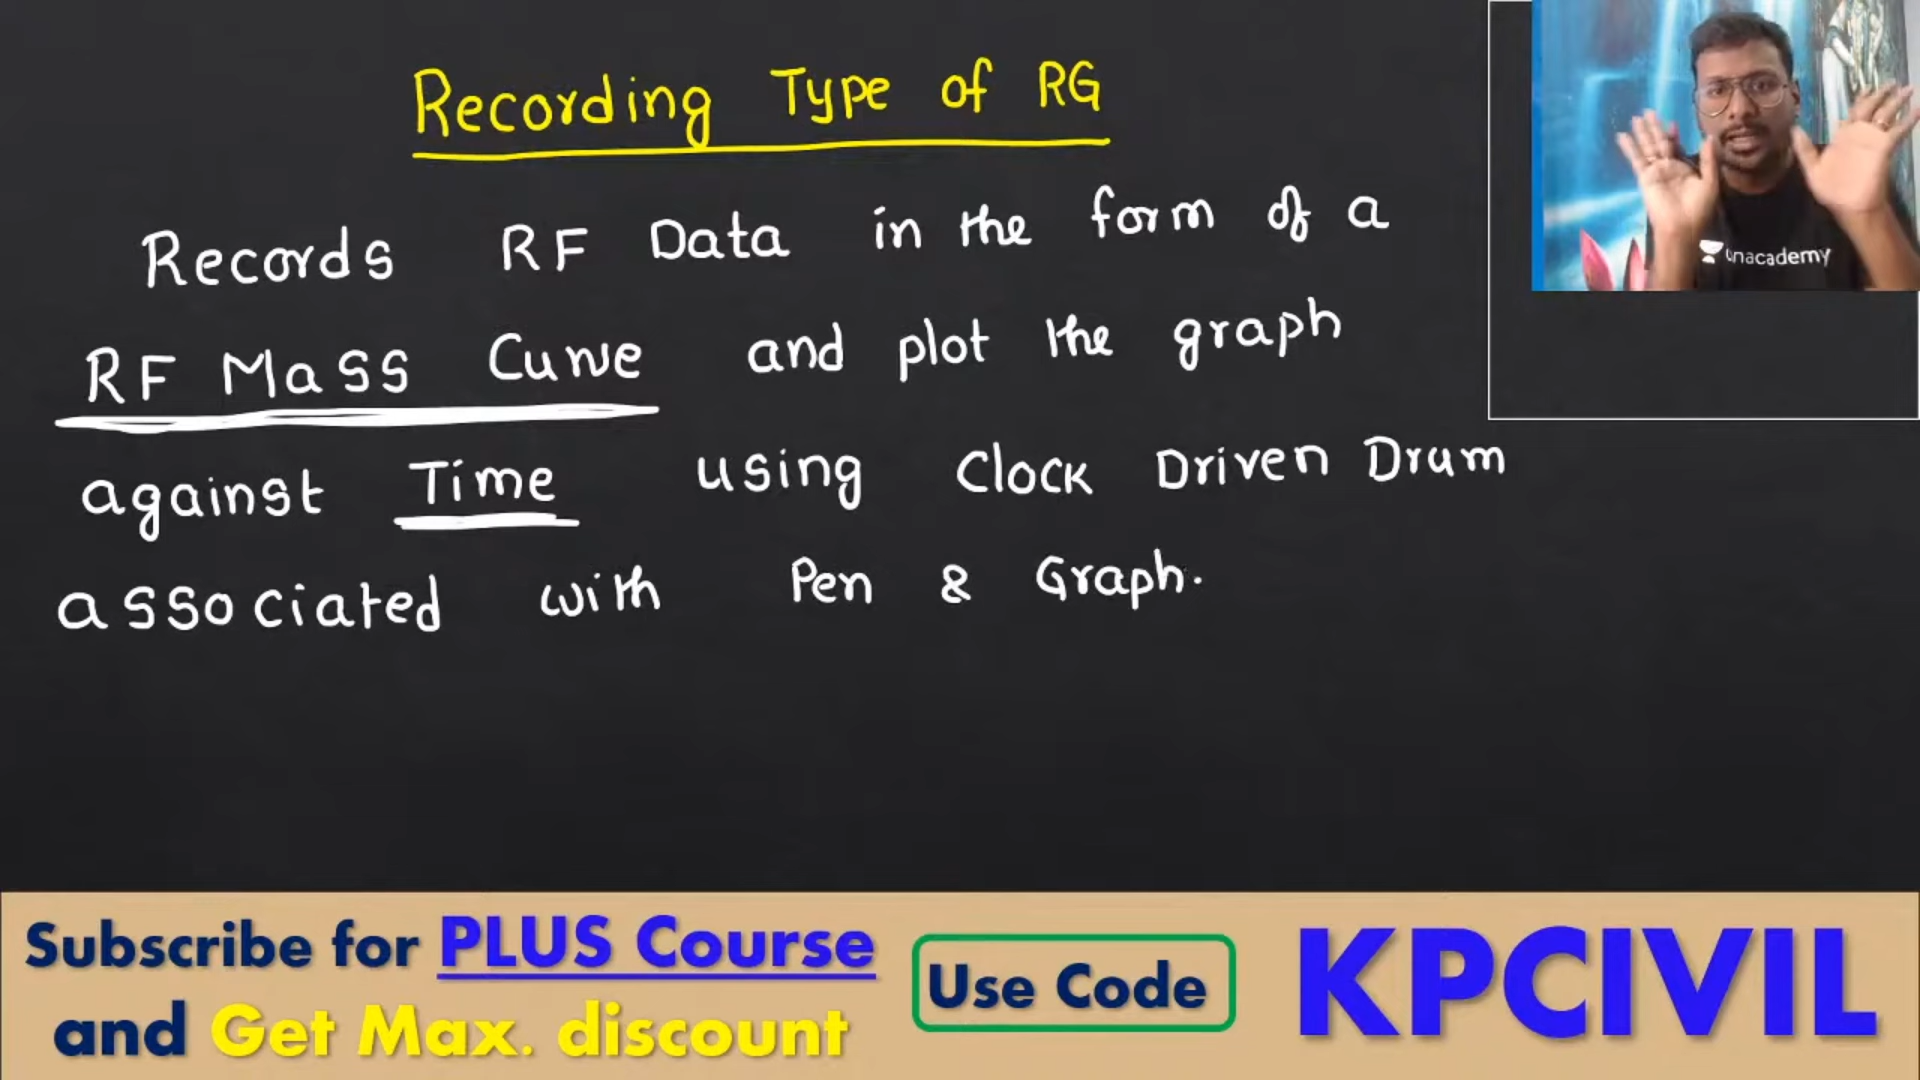 Recording Type of RG
Records RF Data in the form of a
RF Mass Curve and plot the graph
against Time using Clock Driven Drum
associated with Pen & Graph.
unacademy
Subscribe for PLUS Course
and Get Max. discount
Use Code
KPCIVIL